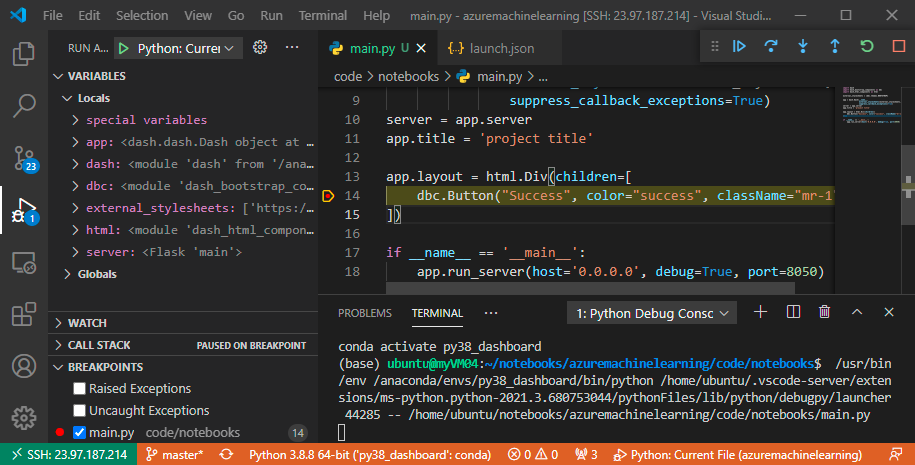 File Edit Selection View Go Run Terminal Help main.py - azuremachinelearning [SSH: 23.97.187.214] - Visual Studi...
RUN A... Python: Currer ...
main.py U
launch.json
code > notebooks > main.py > ...
VARIABLES
Locals
special variables
app: <dash.dash.Dash object at ...
dash: <module 'dash' from '/ana...
dbc: <module 'dash_bootstrap_co...
external_stylesheets: ['https:/...
html: <module 'dash_html_compon...
server: <Flask 'main'>
Globals
WATCH
CALL STACK PAUSED ON BREAKPOINT
BREAKPOINTS
Raised Exceptions
Uncaught Exceptions
main.py code/notebooks 14
23
1
9 suppress_callback_exceptions=True)
10 server = app.server
11 app.title = 'project title'
12
13 app.layout = html.Div(children=[
14 dbc.Button("Success", color="success", className="mr-1
15 ])
16
17 if __name__ == '__main__':
18 app.run_server(host='0.0.0.0', debug=True, port=8050)
PROBLEMS TERMINAL ... 1: Python Debug Consc
conda activate py38_dashboard
(base) ubuntu@myVM04:~/notebooks/azuremachinelearning/code/notebooks$ /usr/bin
/env /anaconda/envs/py38_dashboard/bin/python /home/ubuntu/.vscode-server/exten
sions/ms-python.python-2021.3.680753044/pythonFiles/lib/python/debugpy/launcher
44285 -- /home/ubuntu/notebooks/azuremachinelearning/code/notebooks/main.py
SSH: 23.97.187.214 master* Python 3.8.8 64-bit ('py38_dashboard': conda) 0 0 3 Python: Current File (azuremachinelearning)